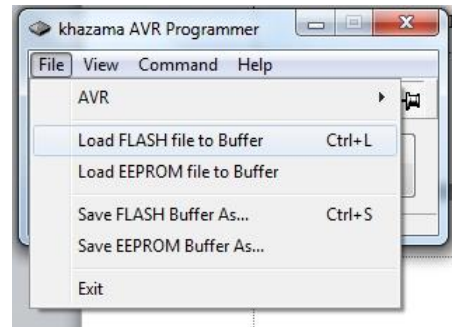 khazama AVR Programmer
File View Command Help
AVR
Load FLASH file to Buffer Ctrl+L
Load EEPROM file to Buffer
Save FLASH Buffer As... Ctrl+S
Save EEPROM Buffer As...
Exit